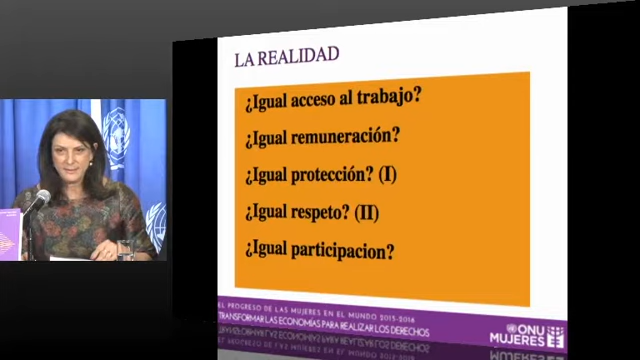 LA REALIDAD
¿Igual acceso al trabajo?
¿Igual remuneración?
¿Igual protección? (I)
¿Igual respeto? (II)
¿Igual participacion?
EL PROGRESO DE LAS MUJERES EN EL MUNDO 2015-2016
TRANSFORMAR LAS ECONOMÍAS PARA REALIZAR LOS DERECHOS
ONU
MUJERES